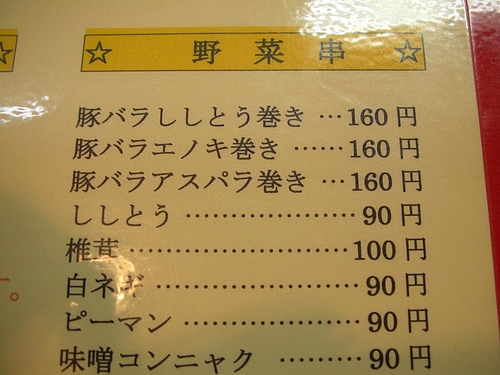 ☆ 野菜串 ☆
豚バラししとう巻き …160円
豚バラエノキ巻き ……160円
豚バラアスパラ巻き …160円
ししとう ………………90円
椎茸 ……………………100円
白ネギ …………………90円
ピーマン ………………90円
味噌コンニャク ………90円